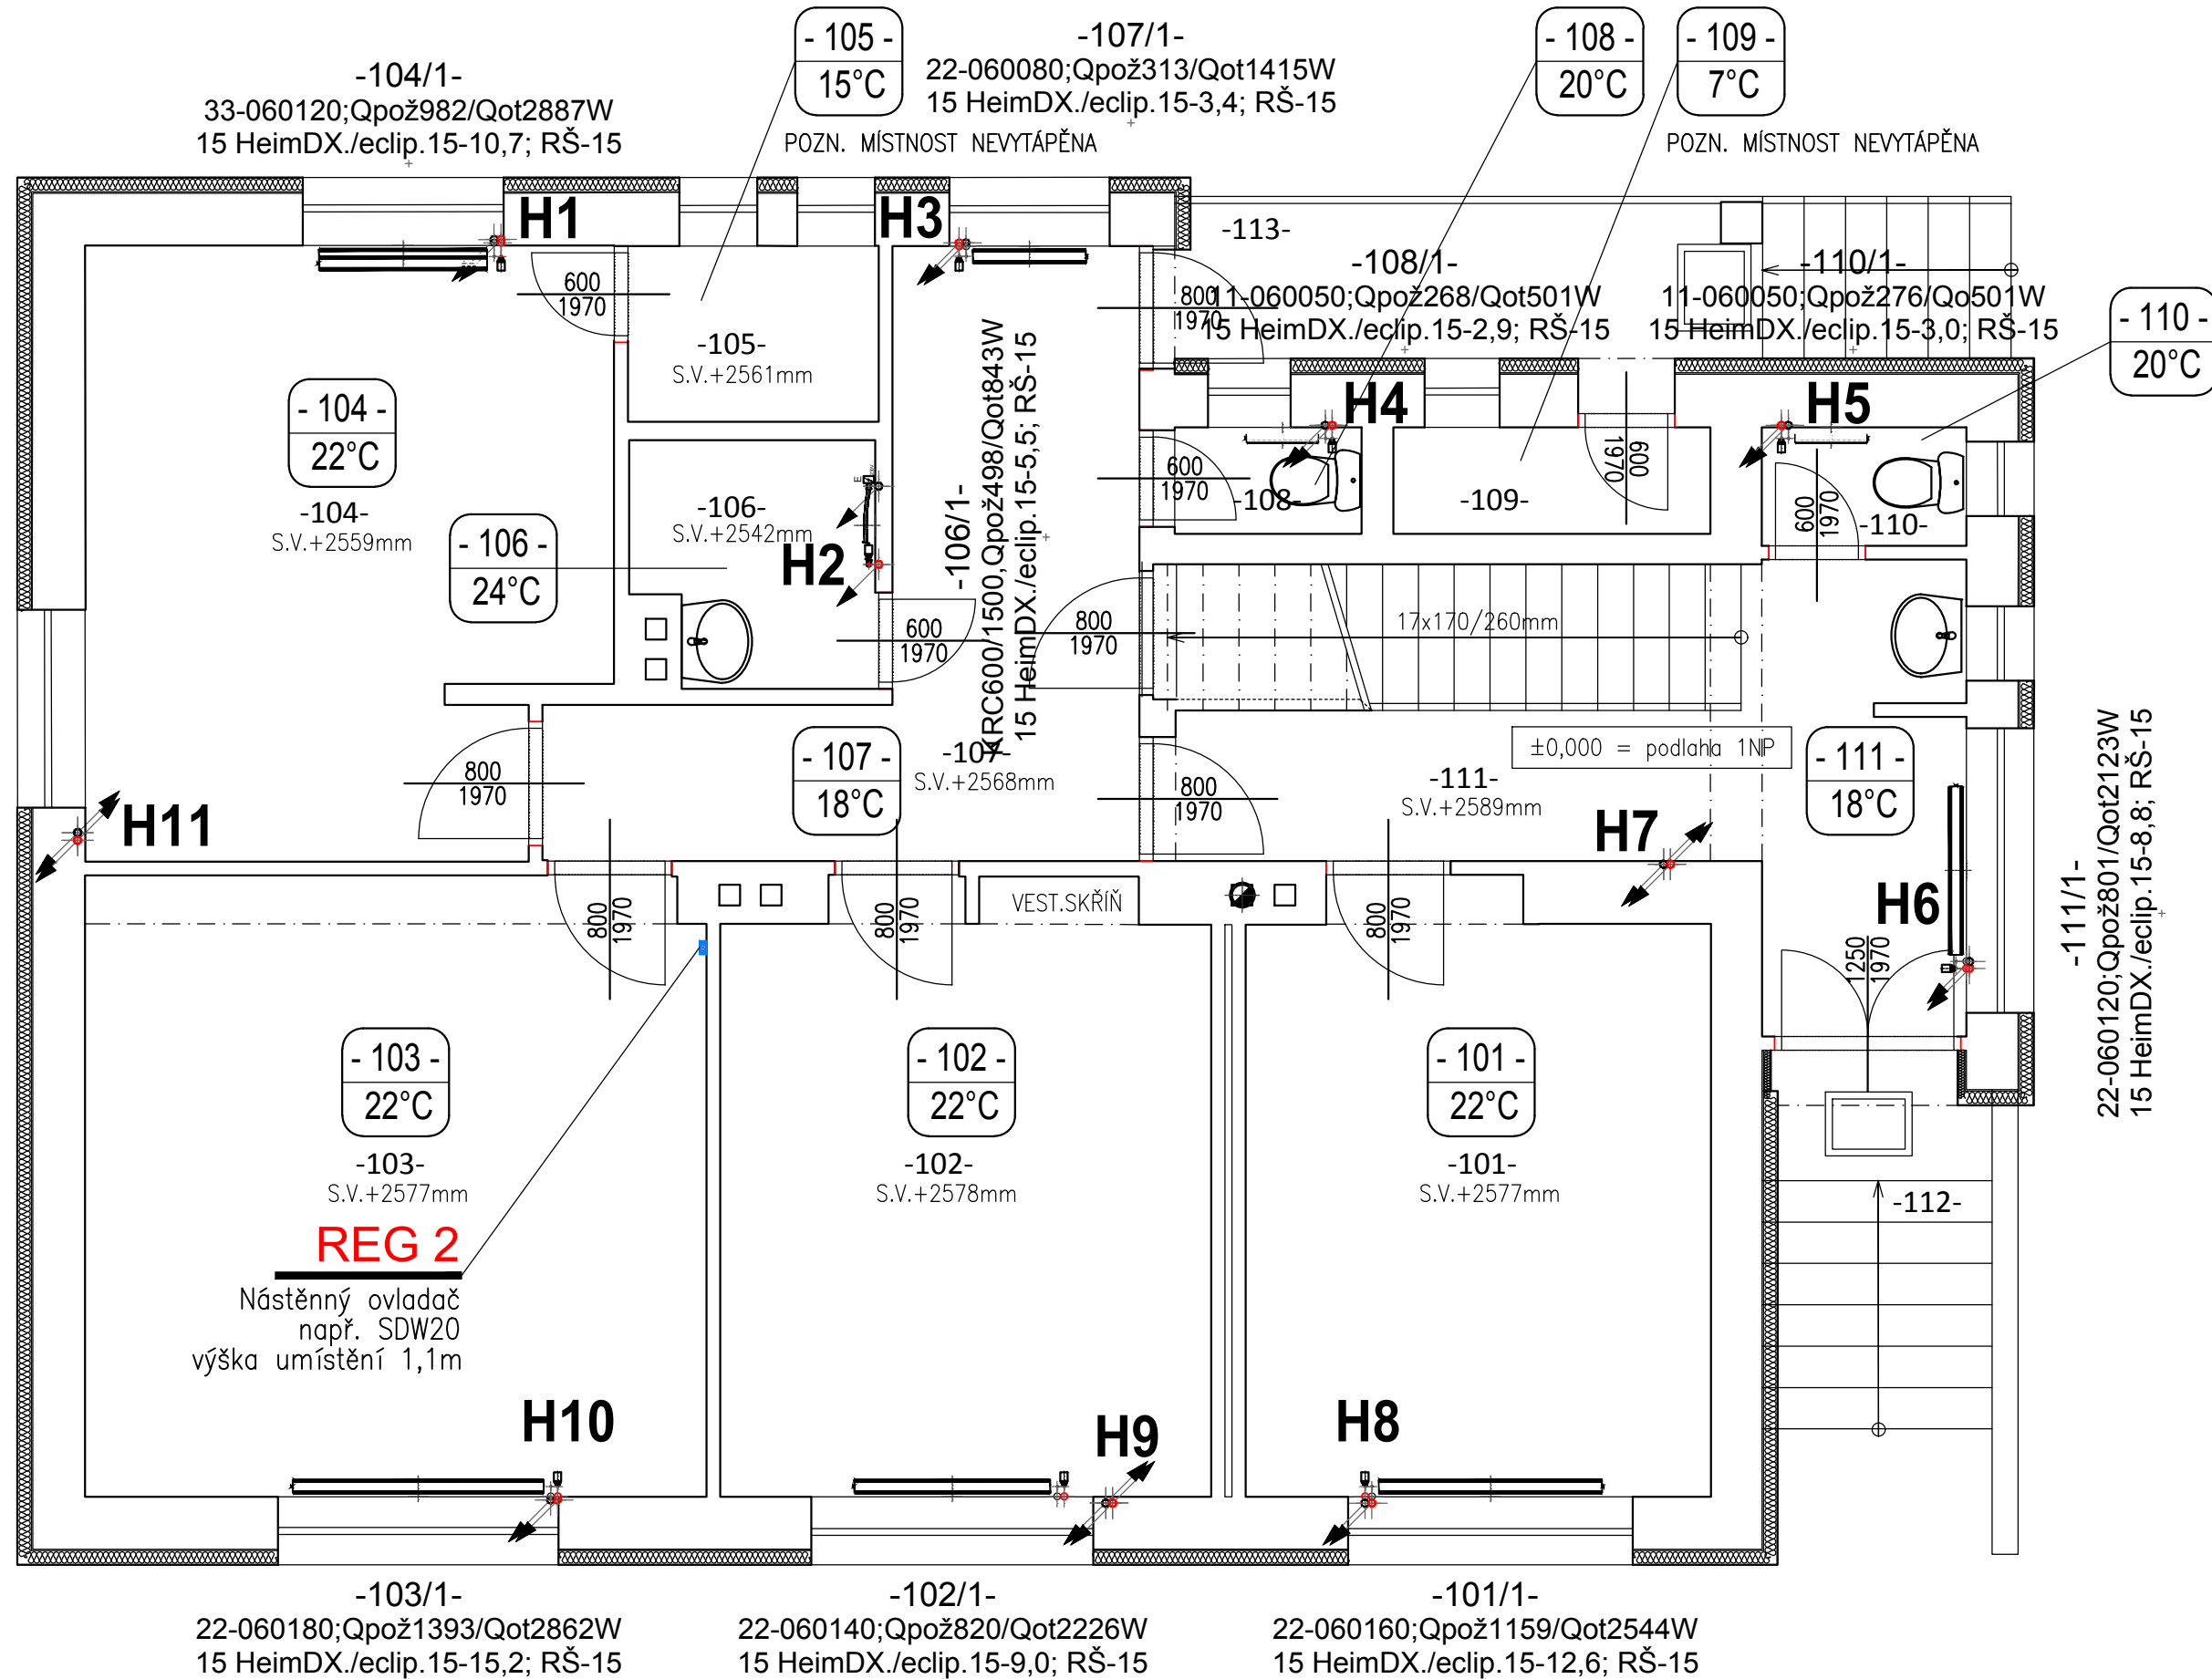 -104/1-
33-060120;Qpož982/Qot2887W
15 HeimDX./eclip.15-10,7; RŠ-15
- 105 -
15°C
POZN. MÍSTNOST NEVYTÁPĚNA
-107/1-
22-060080;Qpož313/Qot1415W
15 HeimDX./eclip.15-3,4; RŠ-15
- 108 -
20°C
- 109 -
7°C
POZN. MÍSTNOST NEVYTÁPĚNA
H1
H3
-113-
-108/1-
11-060050;Qpož268/Qot501W
15 HeimDX./eclip.15-2,9; RŠ-15
-110/1-
11-060050;Qpož276/Qo501W
15 HeimDX./eclip.15-3,0; RŠ-15
- 110 -
20°C
600
1970
800
1970
-105-
S.V.+2561mm
- 104 -
22°C
-104-
S.V.+2559mm
- 106 -
24°C
-106-
S.V.+2542mm
H2
-106/1-
KRC600/1500,Qpož498/Qot843W
15 HeimDX./eclip.15-5,5; RŠ-15
H4
H5
600
1970
-108-
-109-
600
1970
600
1970
-110-
600
1970
800
1970
17x170/260mm
±0,000 = podlaha 1NP
- 107 -
18°C
-107-
S.V.+2568mm
800
1970
800
1970
-111-
S.V.+2589mm
- 111 -
18°C
H11
H7
H6
-111/1-
22-060120;Qpož801/Qot2123W
15 HeimDX./eclip.15-8,8; RŠ-15
800
1970
800
1970
VEST.SKŘÍŇ
800
1970
1250
1970
- 103 -
22°C
-103-
S.V.+2577mm
- 102 -
22°C
-102-
S.V.+2578mm
- 101 -
22°C
-101-
S.V.+2577mm
-112-
REG 2
Nástěnný ovladač
např. SDW20
výška umístění 1,1m
H10
H9
H8
-103/1-
22-060180;Qpož1393/Qot2862W
15 HeimDX./eclip.15-15,2; RŠ-15
-102/1-
22-060140;Qpož820/Qot2226W
15 HeimDX./eclip.15-9,0; RŠ-15
-101/1-
22-060160;Qpož1159/Qot2544W
15 HeimDX./eclip.15-12,6; RŠ-15